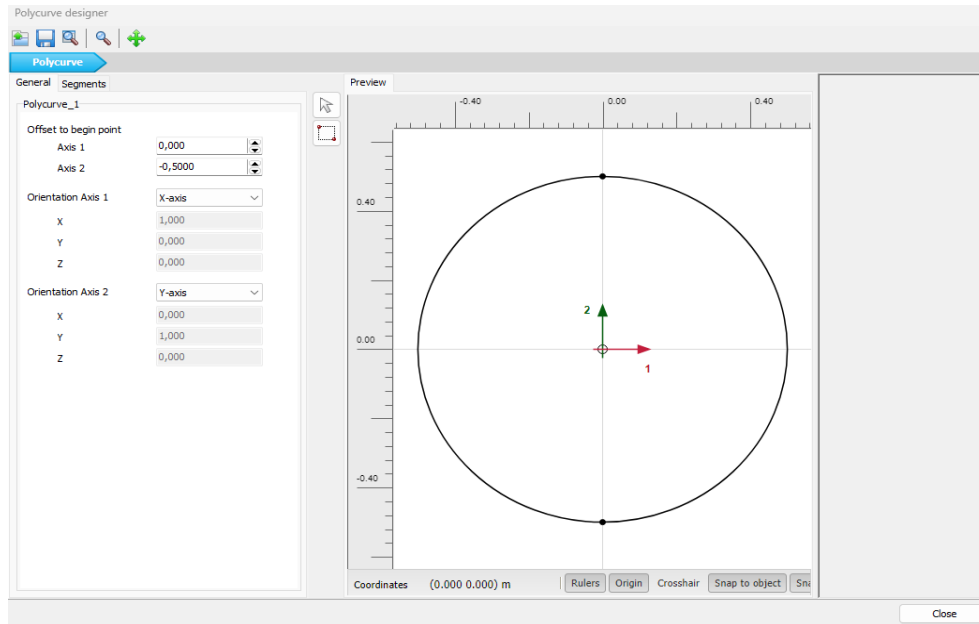 Polycurve designer
Polycurve
General Segments
Preview
Polycurve_1
Offset to begin point
Axis 1 0,000
Axis 2 -0,5000
Orientation Axis 1 X-axis
X 1,000
Y 0,000
Z 0,000
Orientation Axis 2 Y-axis
X 0,000
Y 1,000
Z 0,000
-0.40 0.00 0.40
0.40
2
0.00
1
-0.40
Coordinates (0.000 0.000) m Rulers Origin Crosshair Snap to object
Close